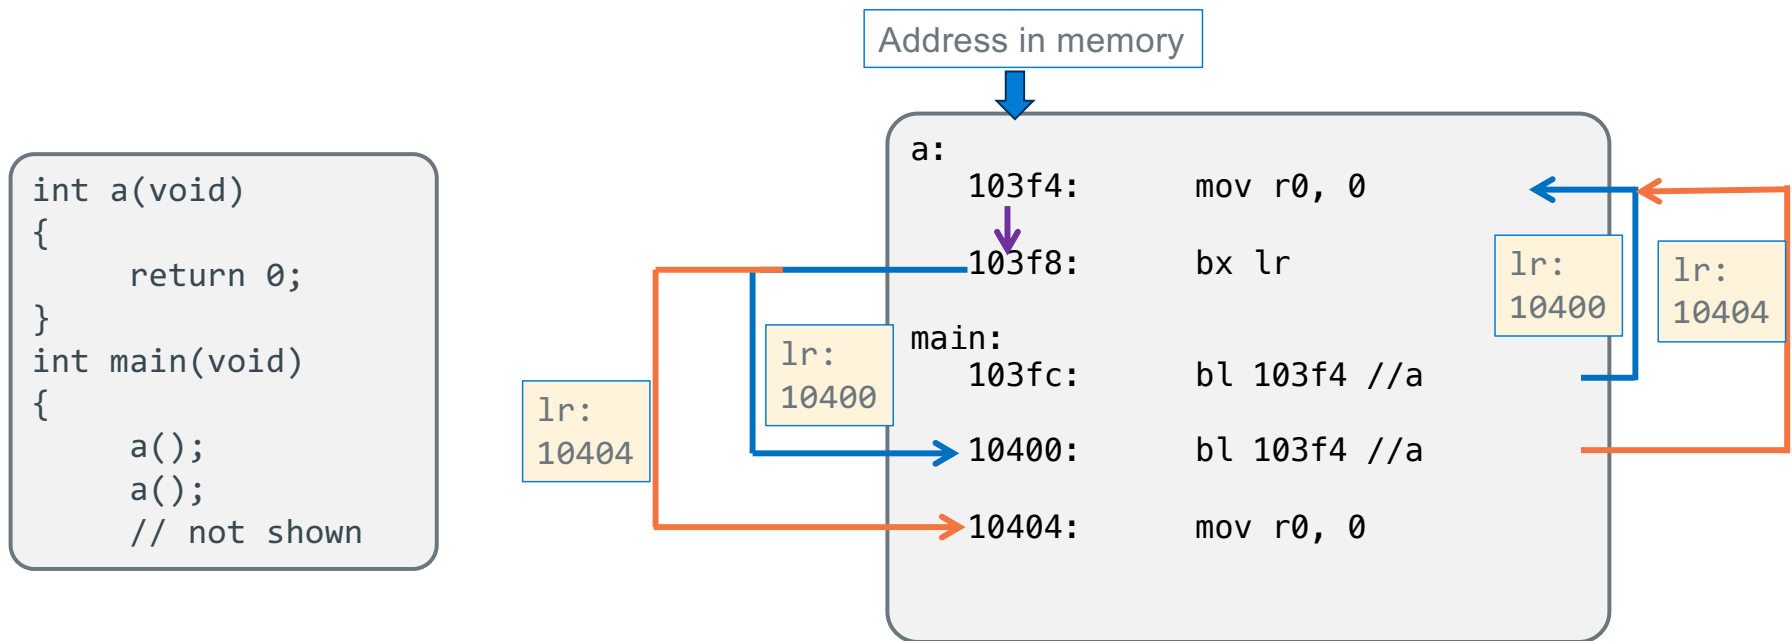 Address in memory
int a(void)
{
return 0;
}
int main(void)
{
a();
a();
// not shown
a:
103f4: mov r0, 0
103f8: bx lr
main:
103fc: bl 103f4 //a
10400: bl 103f4 //a
10404: mov r0, 0
lr:
10404
lr:
10400
lr:
10400
lr:
10404